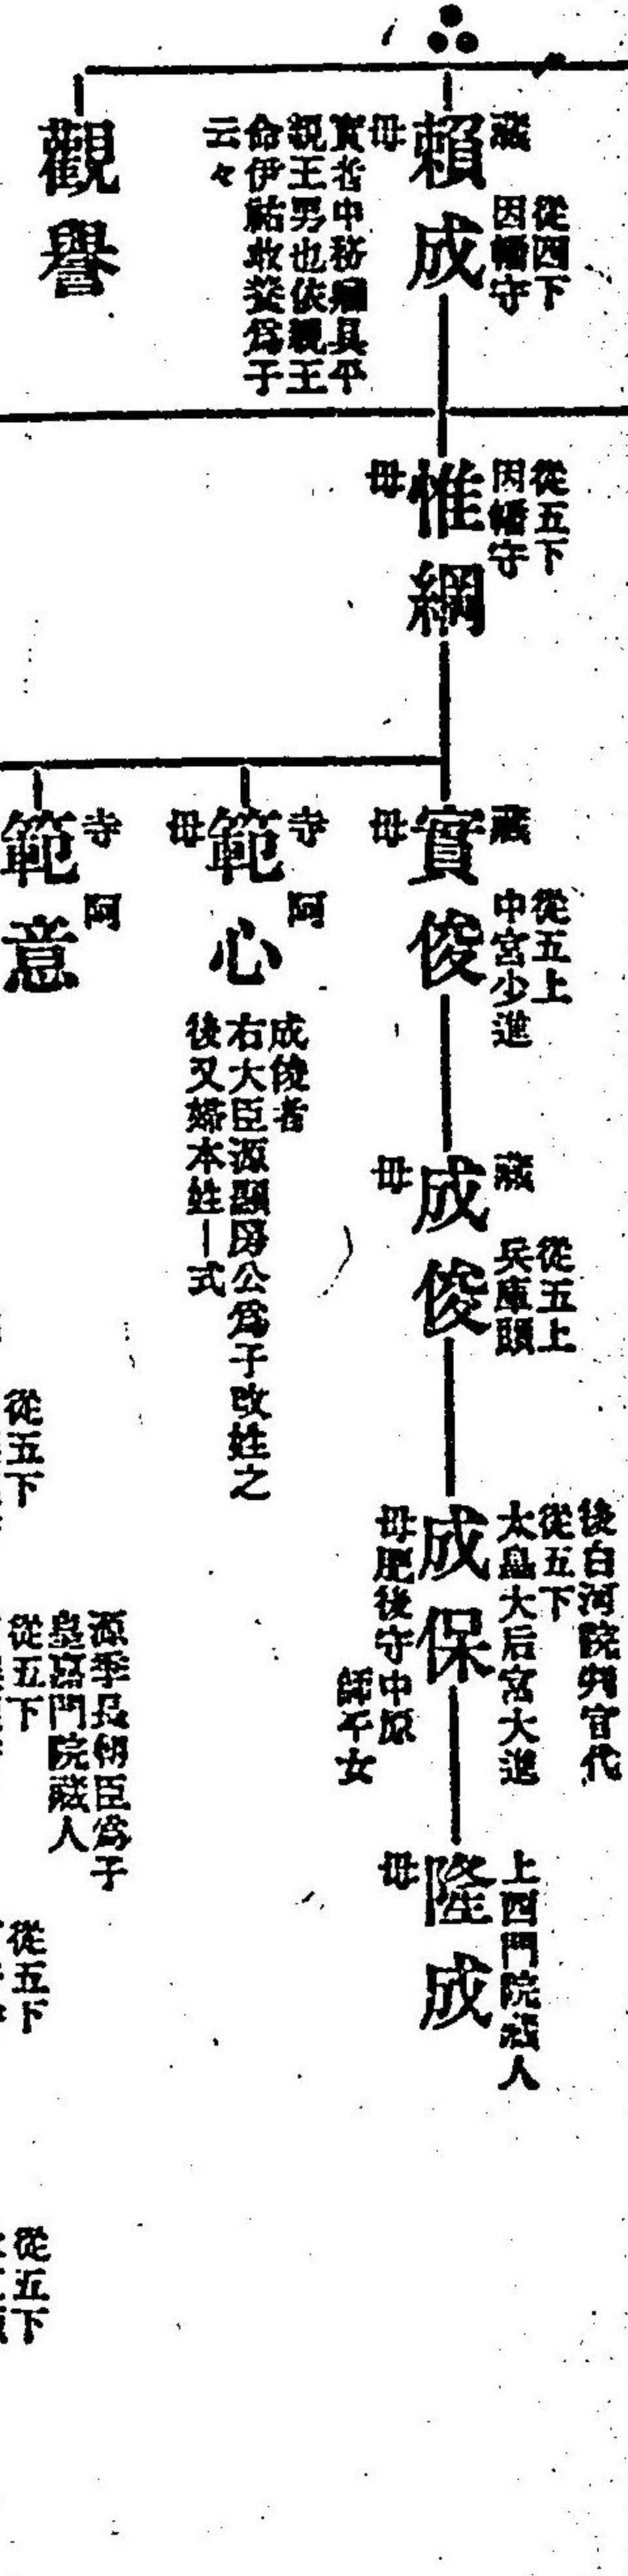 藏
從四下
因幡守
賴成
母
實者中務卿具平
親王男也依親王
命伊祐敢養爲子
云々
觀譽
從五下
因幡守
惟綱
母
藏
從五上
中宮少進
實俊
母
寺 阿
範心
母
寺 阿
範意
藏
從五上
兵庫頭
成俊
母
成俊者
右大臣源顯房公爲子改姓之
後又歸本姓一式
後白河院判官代
從五下
太皇大后宮大進
成保
母肥後守中原
師平女
上西門院藏人
隆成
母
源季長朝臣爲子
皇嘉門院藏人
從五下
從五下
從五下
從五下